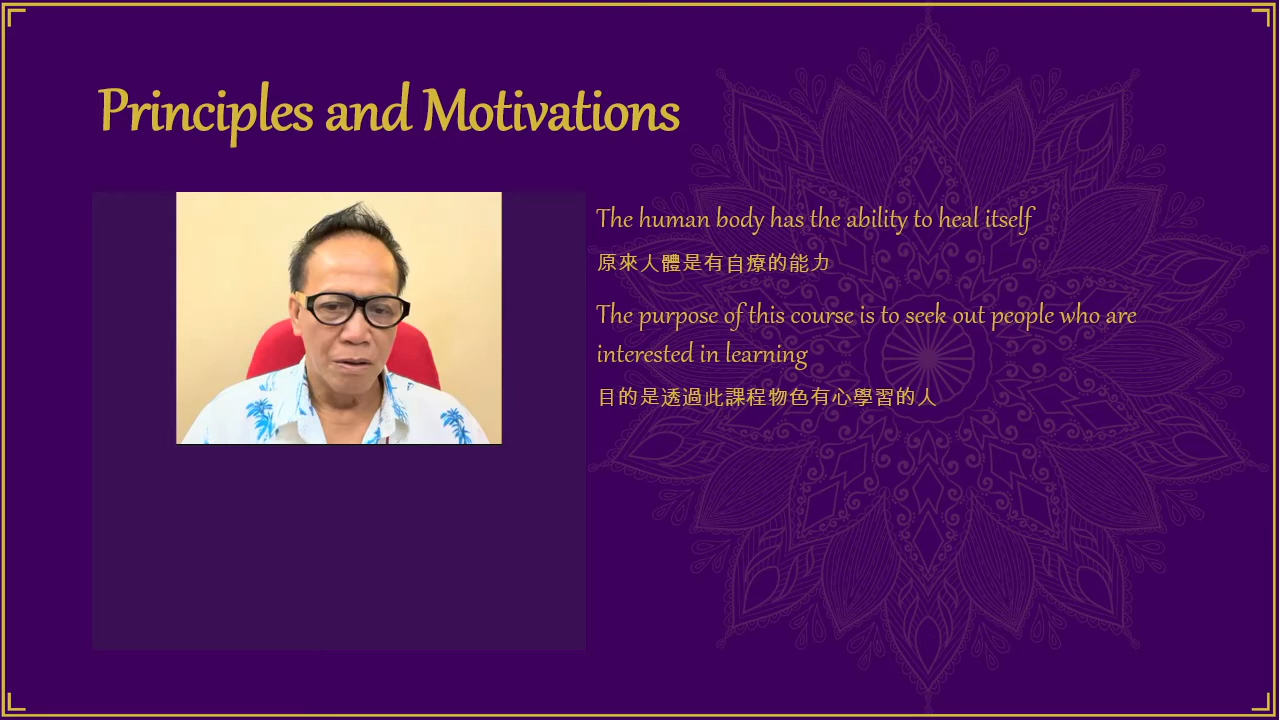 Principles and Motivations
The human body has the ability to heal itself
原來人體是有自療的能力
The purpose of this course is to seek out people who are
interested in learning
目的是透過此課程物色有心學習的人